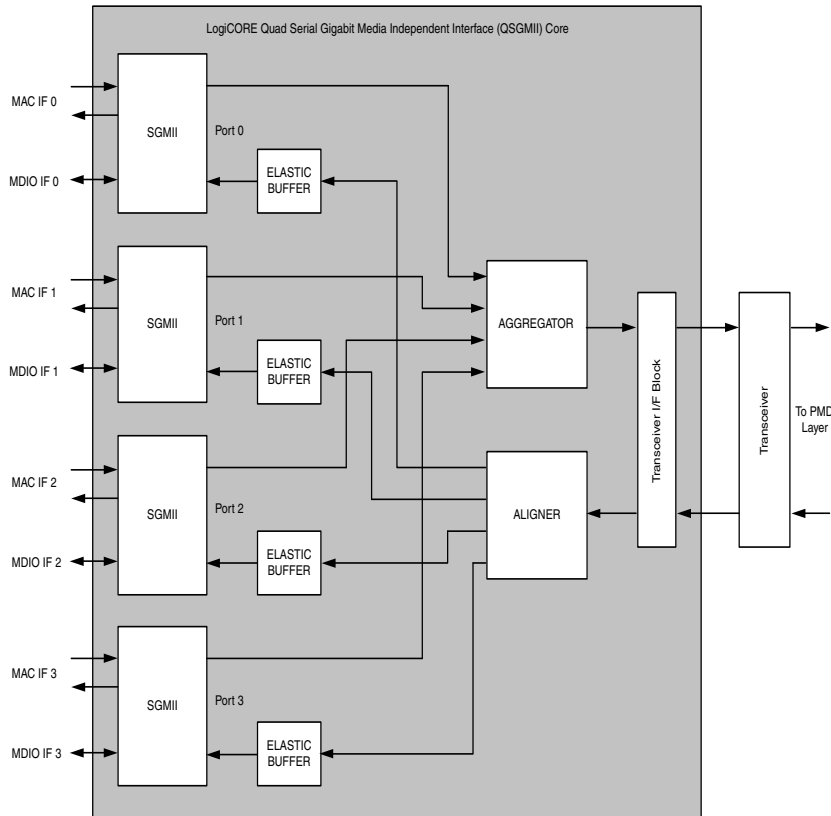 LogiCORE Quad Serial Gigabit Media Independent Interface (QSGMII) Core
MAC IF 0
SGMII
Port 0
MDIO IF 0
ELASTIC
BUFFER
MAC IF 1
SGMII
Port 1
MDIO IF 1
ELASTIC
BUFFER
AGGREGATOR
MAC IF 2
SGMII
Port 2
MDIO IF 2
ELASTIC
BUFFER
ALIGNER
MAC IF 3
SGMII
Port 3
MDIO IF 3
ELASTIC
BUFFER
Transceiver I/F Block
Transceiver
To PMD
Layer